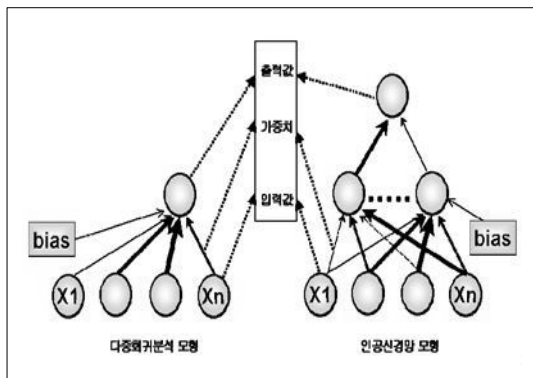 출력값
가중치
입력값
bias
bias
X1
Xn
X1
Xn
다중회귀분석 모형
인공신경망 모형